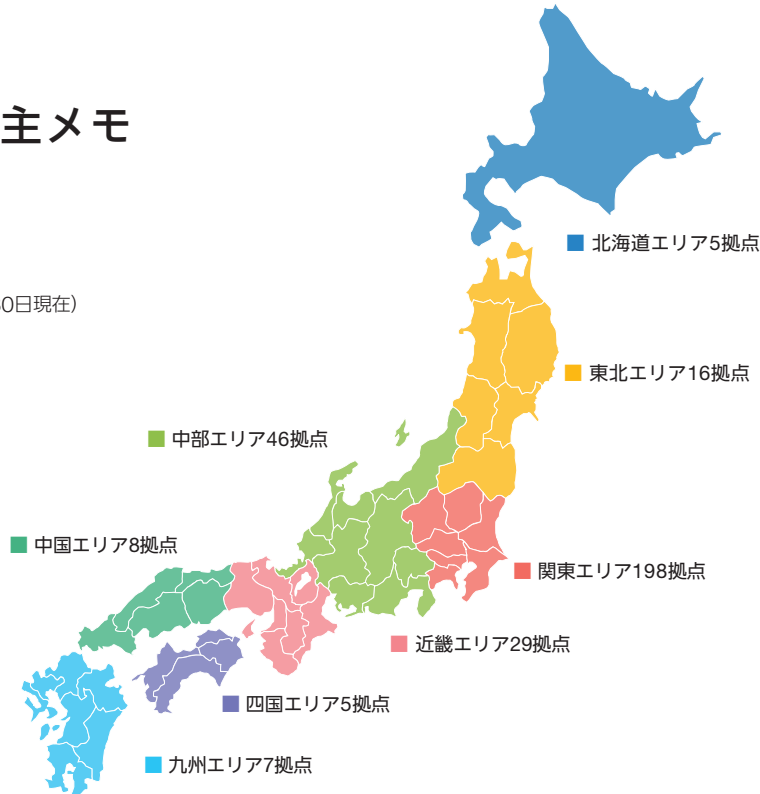 主メモ
北海道エリア5拠点
0日現在）
東北エリア16拠点
中部エリア46拠点
中国エリア8拠点
関東エリア198拠点
近畿エリア29拠点
四国エリア5拠点
九州エリア7拠点